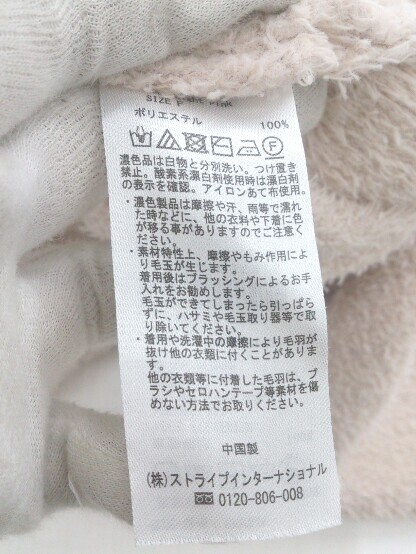 SIZE F
Pink
ポリエステル 100%
濃色品は白物と分別洗い。つけ置き
禁止。酸素系漂白剤使用時は漂白剤
の表示を確認。アイロンあて布使用。
・濃色製品は摩擦や汗、雨等で濡れ
た時などに、他の衣料や下着に色
が移る事がありますのでご注意く
ださい。
・素材特性上、摩擦やもみ作用によ
り毛玉が生じます。
着用後はブラッシングによるお手
入れをお勧めします。
毛玉ができてしまったら引っぱら
ずに、ハサミや毛玉取り器等で取
り除いてください。
・着用や洗濯中の摩擦により毛羽が
抜け他の衣類に付くことがありま
す。
他の衣類等に付着した毛羽は、ブ
ラシやセロハンテープ等素材を傷
めない方法でお取りください。
中国製
(株)ストライプインターナショナル
0120-806-008